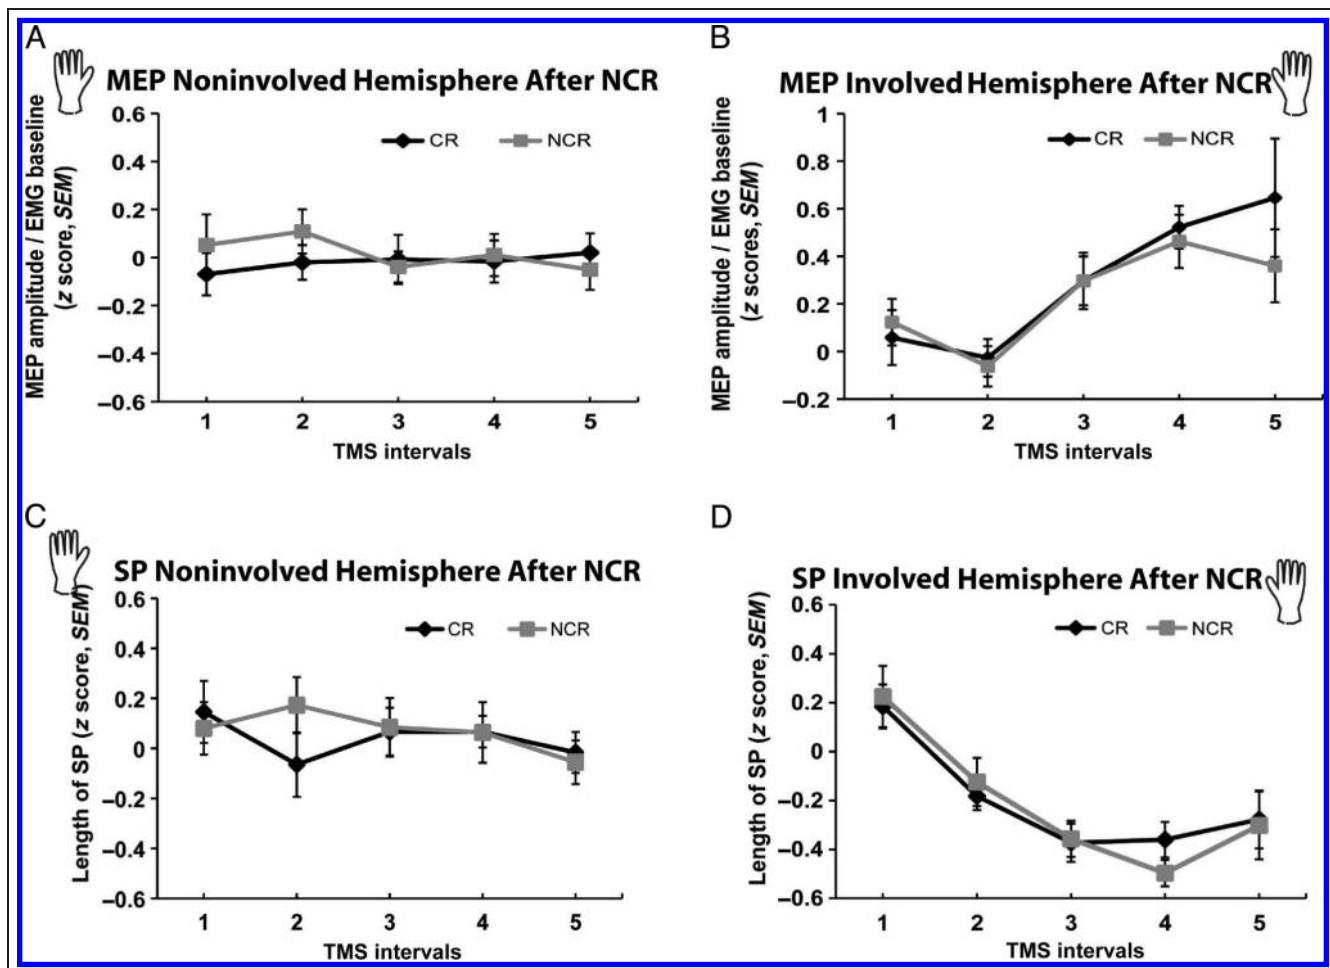 A
MEP Noninvolved Hemisphere After NCR
MEP amplitude / EMG baseline
(z score, SEM)
0.6
0.4
0.2
0
–0.2
–0.4
–0.6
CR
NCR
1 2 3 4 5
TMS intervals
B
MEP Involved Hemisphere After NCR
MEP amplitude / EMG baseline
(z scores, SEM)
1
0.8
0.6
0.4
0.2
0
–0.2
CR
NCR
1 2 3 4 5
TMS intervals
C
SP Noninvolved Hemisphere After NCR
Length of SP (z score, SEM)
0.6
0.4
0.2
0
–0.2
–0.4
–0.6
CR
NCR
1 2 3 4 5
TMS intervals
D
SP Involved Hemisphere After NCR
Length of SP (z score, SEM)
0.6
0.4
0.2
0
–0.2
–0.4
–0.6
CR
NCR
1 2 3 4 5
TMS intervals